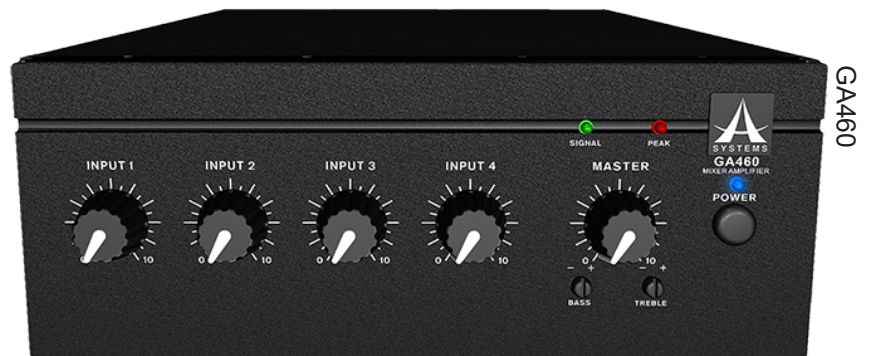 GA460
SIGNAL PEAK
SYSTEMS
GA460
MIXER AMPLIFIER
POWER
INPUT 1 INPUT 2 INPUT 3 INPUT 4 MASTER
0 10 0 10 0 10 0 10 0 10
- + - +
BASS TREBLE